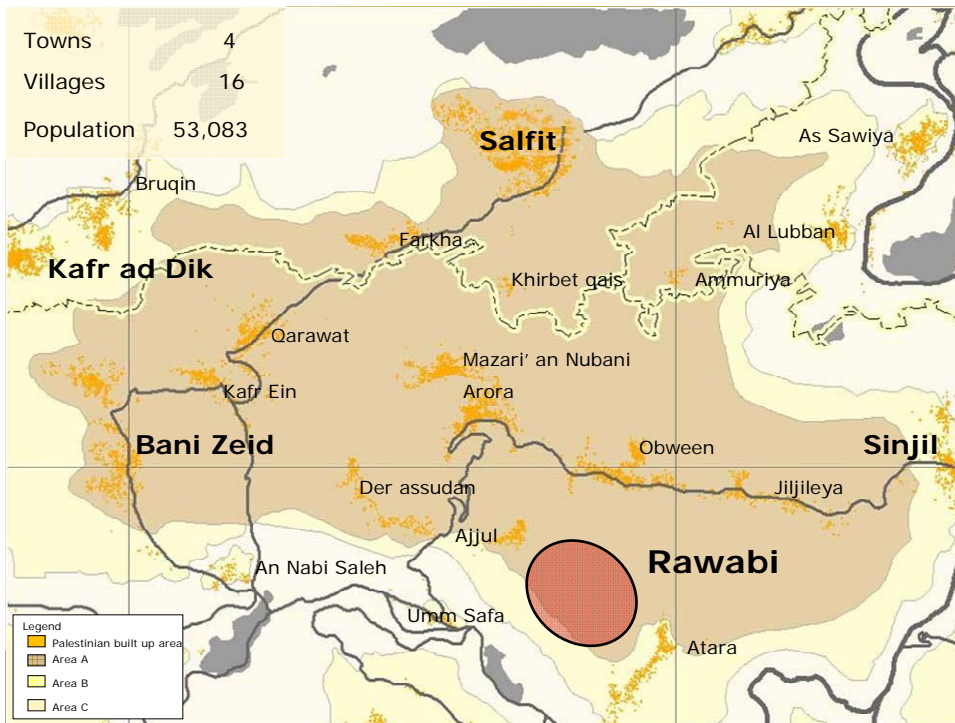 Towns 4
Villages 16
Population 53,083
Salfit
As Sawiya
Bruqin
Farkha
Al Lubban
Kafr ad Dik
Khirbet qais
Ammuriya
Qarawat
Mazari' an Nubani
Kafr Ein
Arora
Bani Zeid
Obween
Sinjil
Der assudan
Jiljileya
Ajjul
Rawabi
An Nabi Saleh
Umm Safa
Atara
Legend
Palestinian built up area
Area A
Area B
Area C